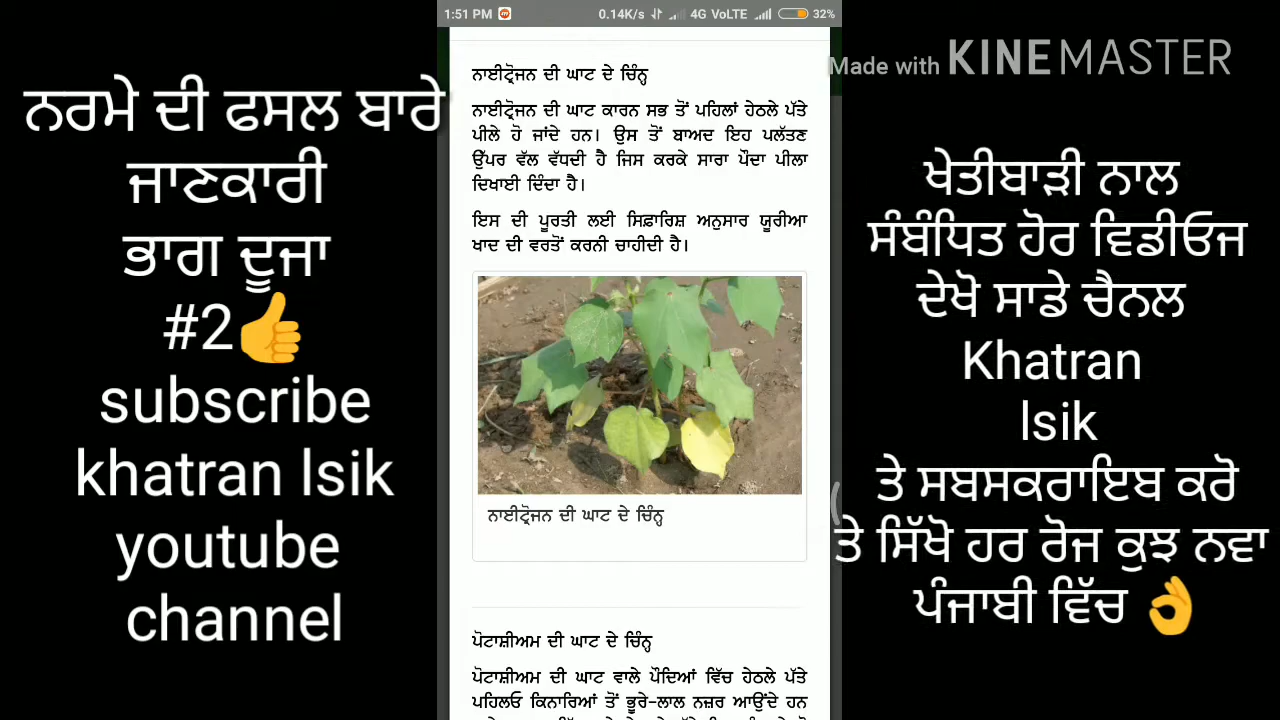 ਨਰਮੇ ਦੀ ਫਸਲ ਬਾਰੇ
ਜਾਣਕਾਰੀ
ਭਾਗ ਦੂਜਾ
#2👍
subscribe
khatran lsik
youtube
channel
1:51 PM 0.14K/s 4G VoLTE 32%
ਨਾਈਟ੍ਰੋਜਨ ਦੀ ਘਾਟ ਦੇ ਚਿੰਨ੍ਹ
ਨਾਈਟ੍ਰੋਜਨ ਦੀ ਘਾਟ ਕਾਰਨ ਸਭ ਤੋਂ ਪਹਿਲਾਂ ਹੇਠਲੇ ਪੱਤੇ
ਪੀਲੇ ਹੋ ਜਾਂਦੇ ਹਨ। ਉਸ ਤੋਂ ਬਾਅਦ ਇਹ ਪਲੱਤਣ
ਉੱਪਰ ਵੱਲ ਵੱਧਦੀ ਹੈ ਜਿਸ ਕਰਕੇ ਸਾਰਾ ਪੌਦਾ ਪੀਲਾ
ਦਿਖਾਈ ਦਿੰਦਾ ਹੈ।
ਇਸ ਦੀ ਪੂਰਤੀ ਲਈ ਸਿਫ਼ਾਰਿਸ਼ ਅਨੁਸਾਰ ਯੂਰੀਆ
ਖਾਦ ਦੀ ਵਰਤੋਂ ਕਰਨੀ ਚਾਹੀਦੀ ਹੈ।
ਨਾਈਟ੍ਰੋਜਨ ਦੀ ਘਾਟ ਦੇ ਚਿੰਨ੍ਹ
ਪੋਟਾਸ਼ੀਅਮ ਦੀ ਘਾਟ ਦੇ ਚਿੰਨ੍ਹ
ਪੋਟਾਸ਼ੀਅਮ ਦੀ ਘਾਟ ਵਾਲੇ ਪੌਦਿਆਂ ਵਿੱਚ ਹੇਠਲੇ ਪੱਤੇ
ਪਹਿਲਓ ਕਿਨਾਰਿਆਂ ਤੋਂ ਭੂਰੇ-ਲਾਲ ਨਜ਼ਰ ਆਉਂਦੇ ਹਨ
Made with KINEMASTER
ਖੇਤੀਬਾੜੀ ਨਾਲ
ਸੰਬੰਧਿਤ ਹੋਰ ਵਿਡੀਓਜ
ਦੇਖੋ ਸਾਡੇ ਚੈਨਲ
Khatran
lsik
ਤੇ ਸਬਸਕਰਾਇਬ ਕਰੋ
ਤੇ ਸਿੱਖੋ ਹਰ ਰੋਜ ਕੁਝ ਨਵਾ
ਪੰਜਾਬੀ ਵਿੱਚ 👌